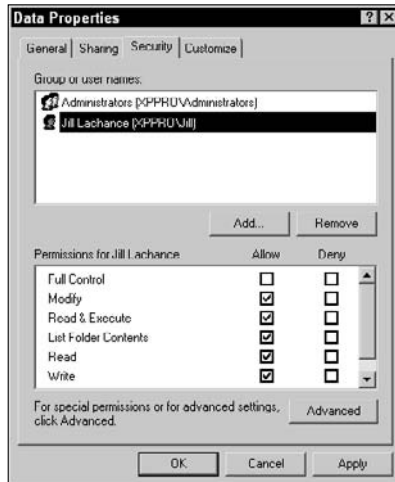 Data Properties
General Sharing Security Customize
Group or user names:
Administrators (XPPRO\Administrators)
Jill Lachance (XPPRO\Jill)
Add... Remove
Permissions for Jill Lachance Allow Deny
Full Control
Modify
Read & Execute
List Folder Contents
Read
Write
For special permissions or for advanced settings,
click Advanced.
Advanced
OK Cancel Apply